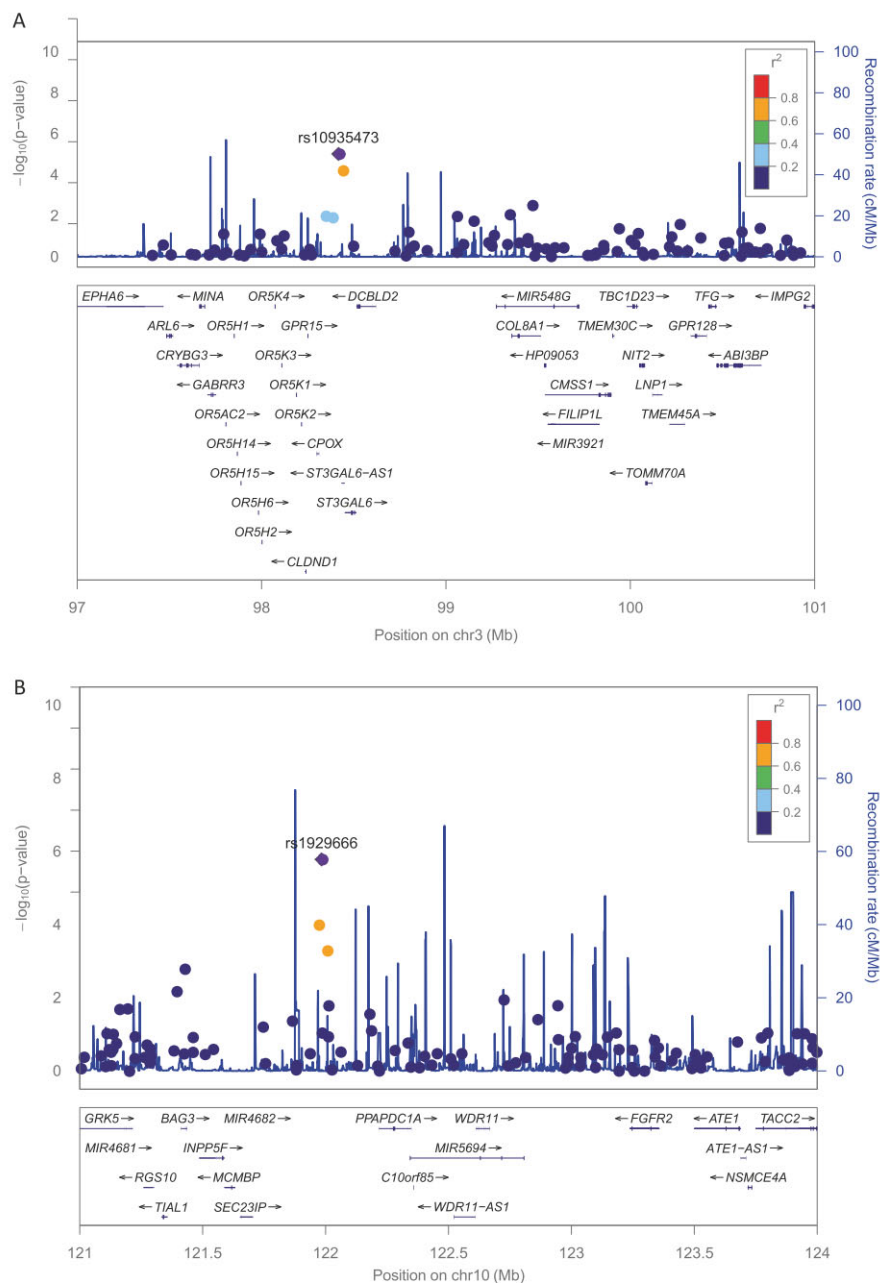 A
−log10(p-value)
10
8
6
4
2
0
rs10935473
r2
0.8
0.6
0.4
0.2
100
80
60
40
20
0
Recombination rate (cM/Mb)
EPHA6→ ←MINA OR5K4→ ←DCBLD2 ←MIR548G TBC1D23→ TFG→ ←IMPG2
ARL6→ OR5H1→ GPR15→ COL8A1→ TMEM30C→ GPR128→
CRYBG3→ OR5K3→ ←HP09053 NIT2→ ←ABI3BP
←GABRR3 OR5K1→ CMSS1→ LNP1→
OR5AC2→ OR5K2→ ←FILIP1L TMEM45A→
OR5H14→ ←CPOX ←MIR3921
OR5H15→ ←ST3GAL6−AS1 ←TOMM70A
OR5H6→ ST3GAL6→
OR5H2→
←CLDND1
97 98 99 100 101
Position on chr3 (Mb)
B
−log10(p-value)
10
8
6
4
2
0
rs1929666
r2
0.8
0.6
0.4
0.2
100
80
60
40
20
0
Recombination rate (cM/Mb)
GRK5→ BAG3→ MIR4682→ PPAPDC1A→ WDR11→ ←FGFR2 ←ATE1 TACC2→
MIR4681→ INPP5F→ MIR5694→ ATE1−AS1→
←RGS10 ←MCMBP C10orf85→ ←NSMCE4A
←TIAL1 SEC23IP→ ←WDR11−AS1
121 121.5 122 122.5 123 123.5 124
Position on chr10 (Mb)